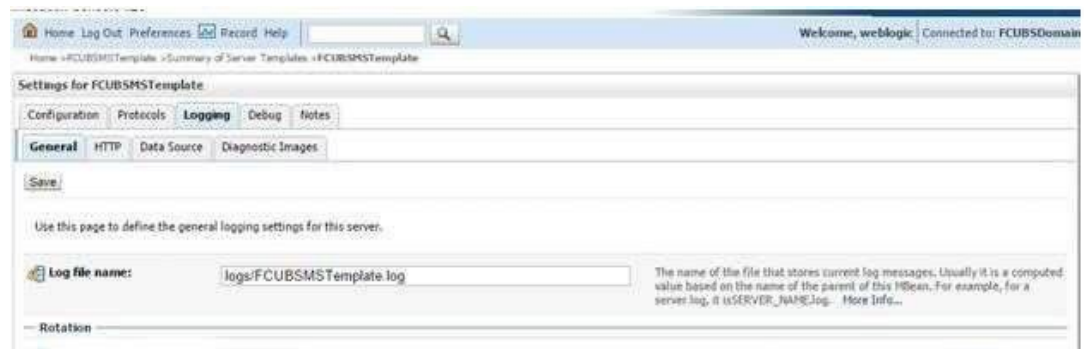 Home Log Out Preferences Record Help
Welcome, weblogic Connected to: FCUBSDomain
Home >FCUBSMSTemplate >Summary of Server Templates >FCUBSMSTemplate
Settings for FCUBSMSTemplate
Configuration Protocols Logging Debug Notes
General HTTP Data Source Diagnostic Images
Save
Use this page to define the general logging settings for this server.
Log file name: logs/FCUBSMSTemplate.log
The name of the file that stores current log messages. Usually it is a computed
value based on the name of the parent of this MBean. For example, for a
server log, it isSERVER_NAME.log. More Info...
Rotation